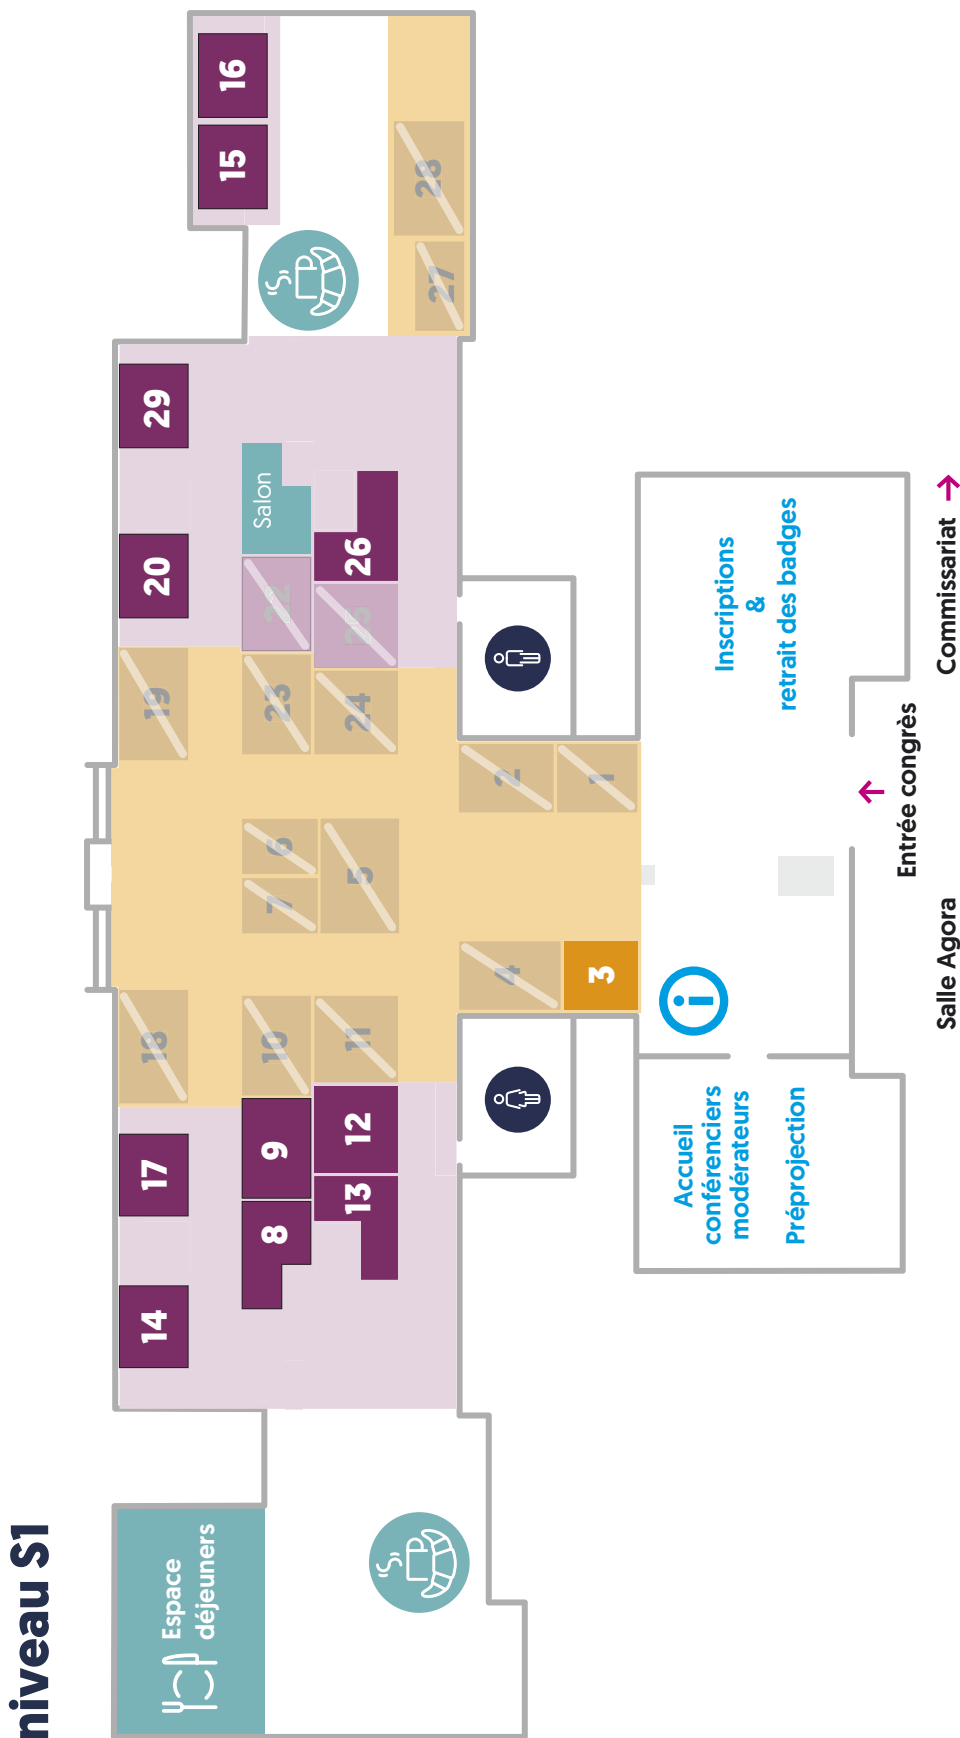 niveau S1
Espace
déjeuners
14
17
18
19
20
29
15
16
8
9
10
7
6
23
22
Salon
13
12
11
5
24
25
26
27
28
4
2
3
1
Accueil
conférenciers
modérateurs
Préprojection
Inscriptions
&
retrait des badges
Entrée congrès
Salle Agora
Commissariat →